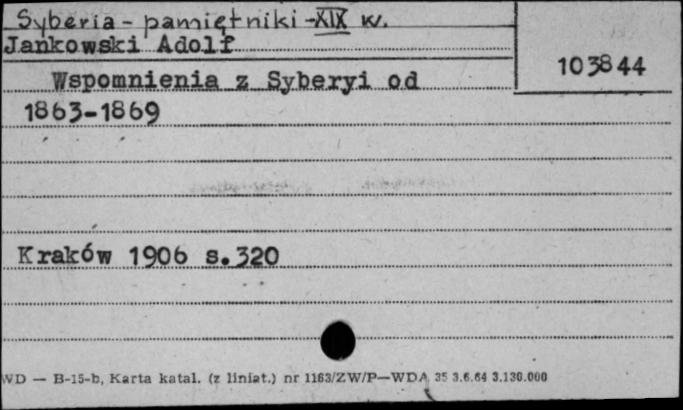 Syberia - pamiętniki - XIX w.
Jankowski Adolf
103844
Wspomnienia z Syberyi od
1863-1869
Kraków 1906 s.320
WD — B-15-b, Karta katal. (z liniat.) nr 1163/ZW/P—WDA 35 3.6.64 3.130.000